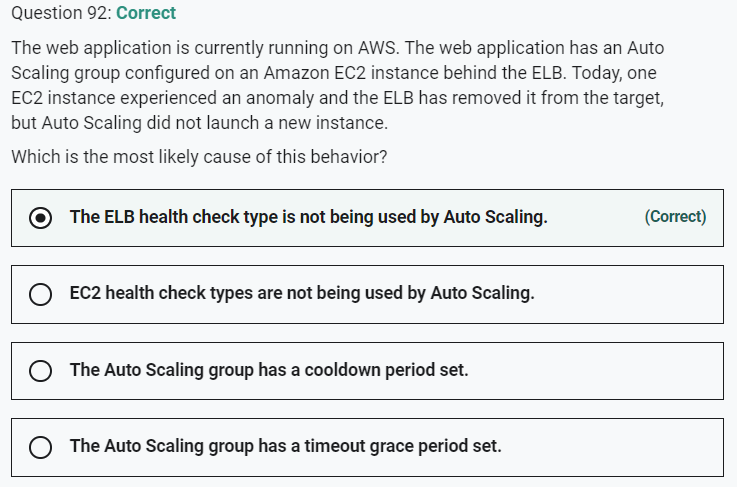 Question 92: Correct
The web application is currently running on AWS. The web application has an Auto
Scaling group configured on an Amazon EC2 instance behind the ELB. Today, one
EC2 instance experienced an anomaly and the ELB has removed it from the target,
but Auto Scaling did not launch a new instance.
Which is the most likely cause of this behavior?
The ELB health check type is not being used by Auto Scaling. (Correct)
EC2 health check types are not being used by Auto Scaling.
The Auto Scaling group has a cooldown period set.
The Auto Scaling group has a timeout grace period set.